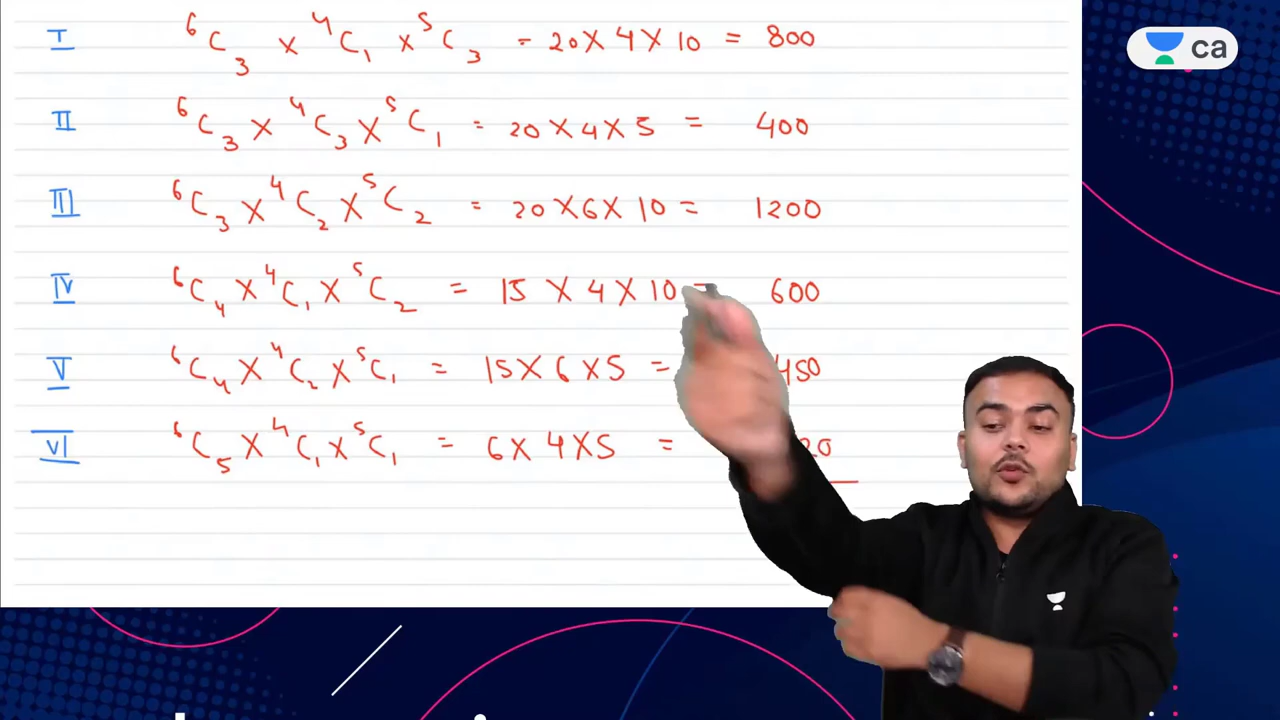 I ⁶C₃ × ⁴C₁ × ⁵C₃ = 20 × 4 × 10 = 800
ca
II ⁶C₃ × ⁴C₃ × ⁵C₁ = 20 × 4 × 5 = 400
III ⁶C₃ × ⁴C₂ × ⁵C₂ = 20 × 6 × 10 = 1200
IV ⁶C₄ × ⁴C₁ × ⁵C₂ = 15 × 4 × 10 = 600
V ⁶C₄ × ⁴C₂ × ⁵C₁ = 15 × 6 × 5 = 450
VI ⁶C₅ × ⁴C₁ × ⁵C₁ = 6 × 4 × 5 =